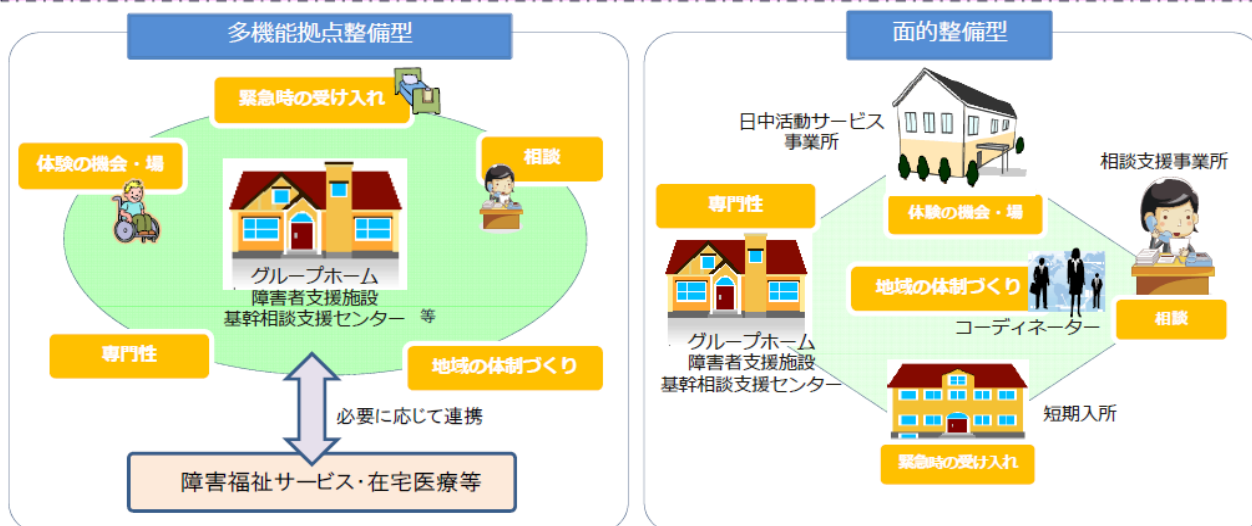 多機能拠点整備型
緊急時の受け入れ
体験の機会・場
相談
グループホーム
障害者支援施設
基幹相談支援センター 等
専門性
地域の体制づくり
必要に応じて連携
障害福祉サービス・在宅医療等
面的整備型
日中活動サービス
事業所
相談支援事業所
専門性
体験の機会・場
地域の体制づくり
コーディネーター
相談
グループホーム
障害者支援施設
基幹相談支援センター
短期入所
緊急時の受け入れ